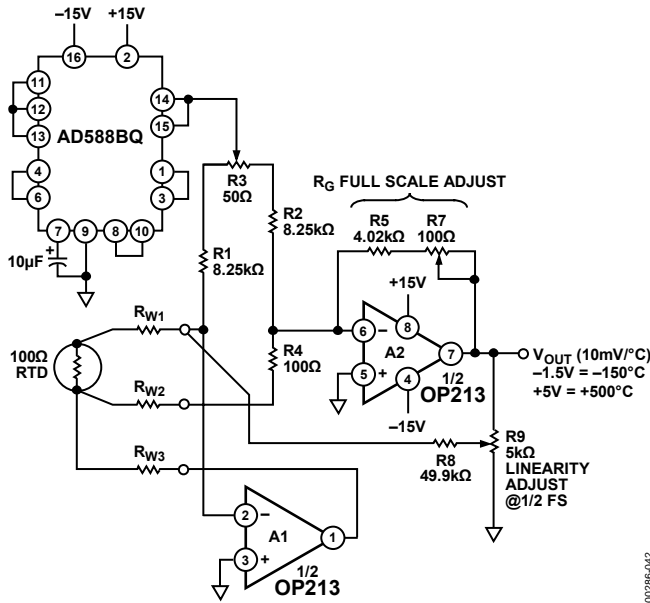 –15V +15V
16 2
11
12
13
14
15
AD588BQ
4
6
1
3
7 9 8 10
+
10µF
R3
50Ω
R2
8.25kΩ
R1
8.25kΩ
RG FULL SCALE ADJUST
R5
4.02kΩ
R7
100Ω
+15V
6 – 8
A2 7
5 + 4
1/2
OP213
–15V
VOUT (10mV/°C)
–1.5V = –150°C
+5V = +500°C
RW1
100Ω
RTD
RW2
R4
100Ω
RW3
R8
49.9kΩ
R9
5kΩ
LINEARITY
ADJUST
@1/2 FS
2 –
A1 1
3 +
1/2
OP213
00286-042